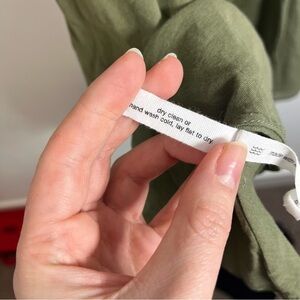 dry clean or
hand wash cold, lay flat to dry